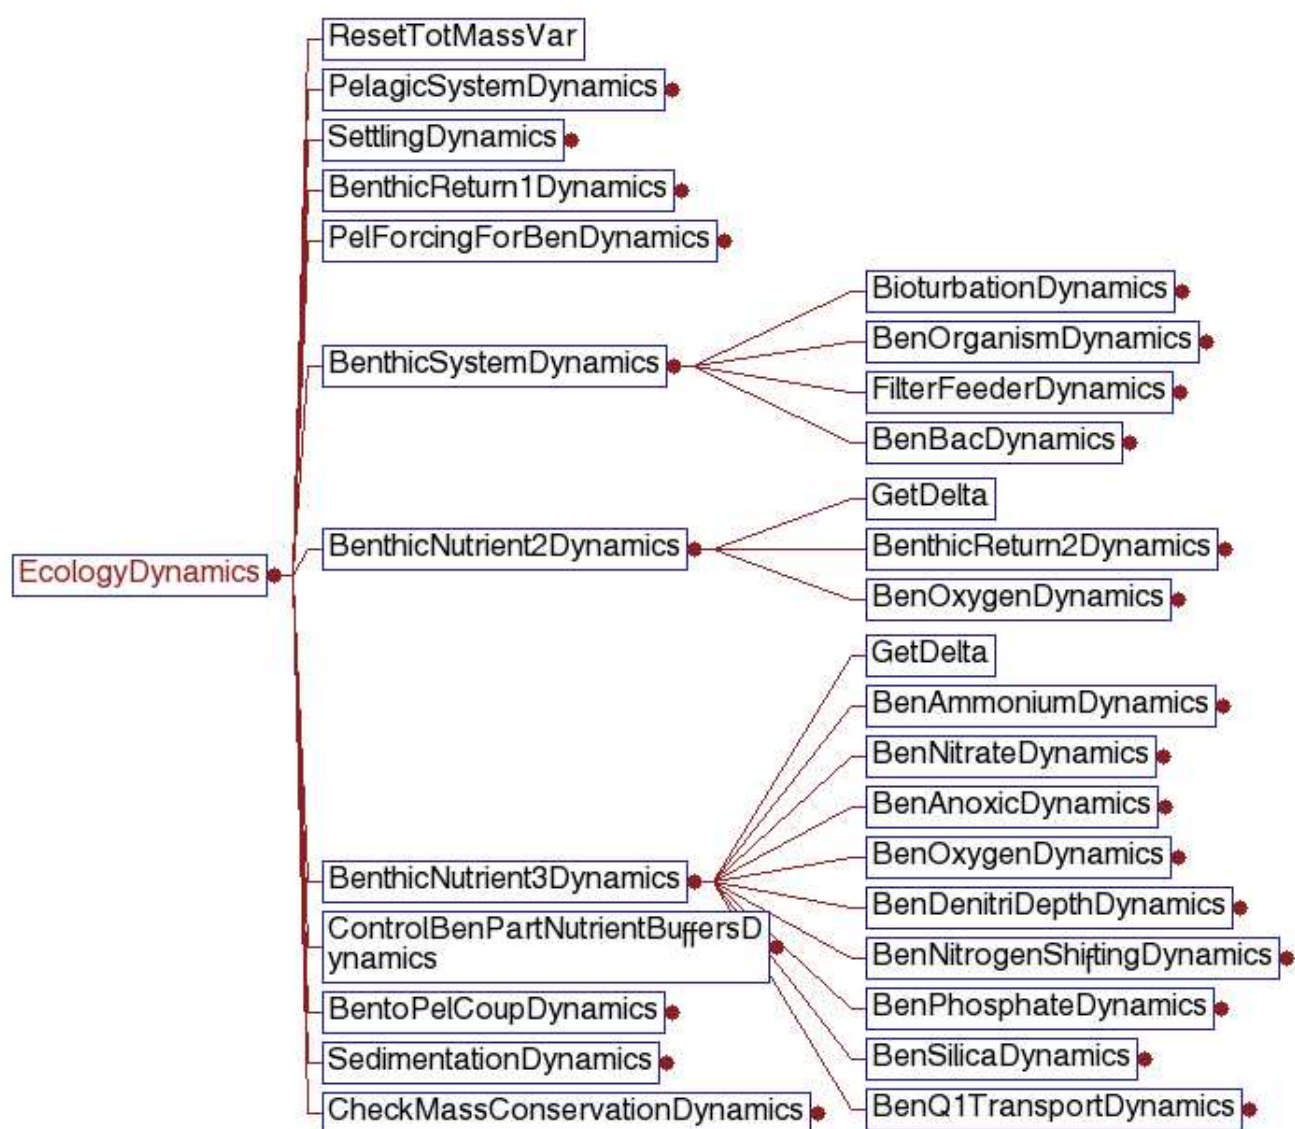 ResetTotMassVar
PelagicSystemDynamics
SettlingDynamics
BenthicReturn1Dynamics
PelForcingForBenDynamics
BioturbationDynamics
BenOrganismDynamics
BenthicSystemDynamics
FilterFeederDynamics
BenBacDynamics
GetDelta
BenthicNutrient2Dynamics
BenthicReturn2Dynamics
EcologyDynamics
BenOxygenDynamics
GetDelta
BenAmmoniumDynamics
BenNitrateDynamics
BenAnoxicDynamics
BenOxygenDynamics
BenthicNutrient3Dynamics
BenDenitriDepthDynamics
ControlBenPartNutrientBuffersD
ynamics
BenNitrogenShiftingDynamics
BentoPelCoupDynamics
BenPhosphateDynamics
SedimentationDynamics
BenSilicaDynamics
CheckMassConservationDynamics
BenQ1TransportDynamics